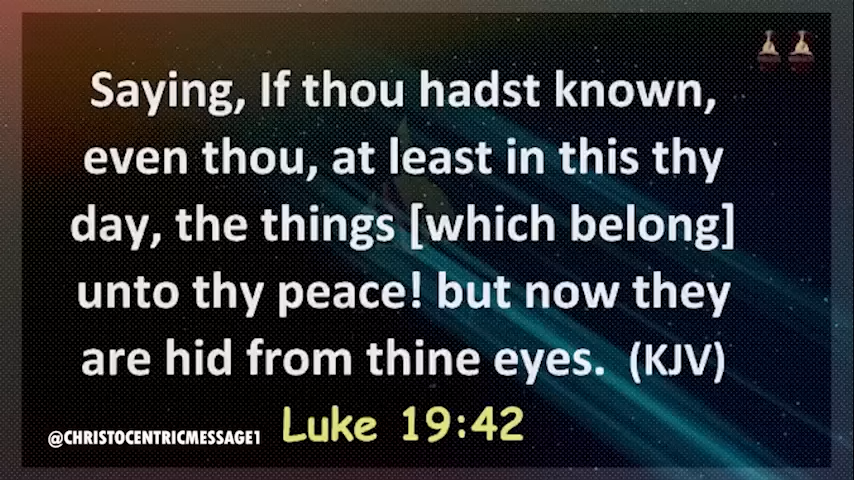 Saying, If thou hadst known,
even thou, at least in this thy
day, the things [which belong]
unto thy peace! but now they
are hid from thine eyes. (KJV)
@CHRISTOCENTRICMESSAGE1 Luke 19:42